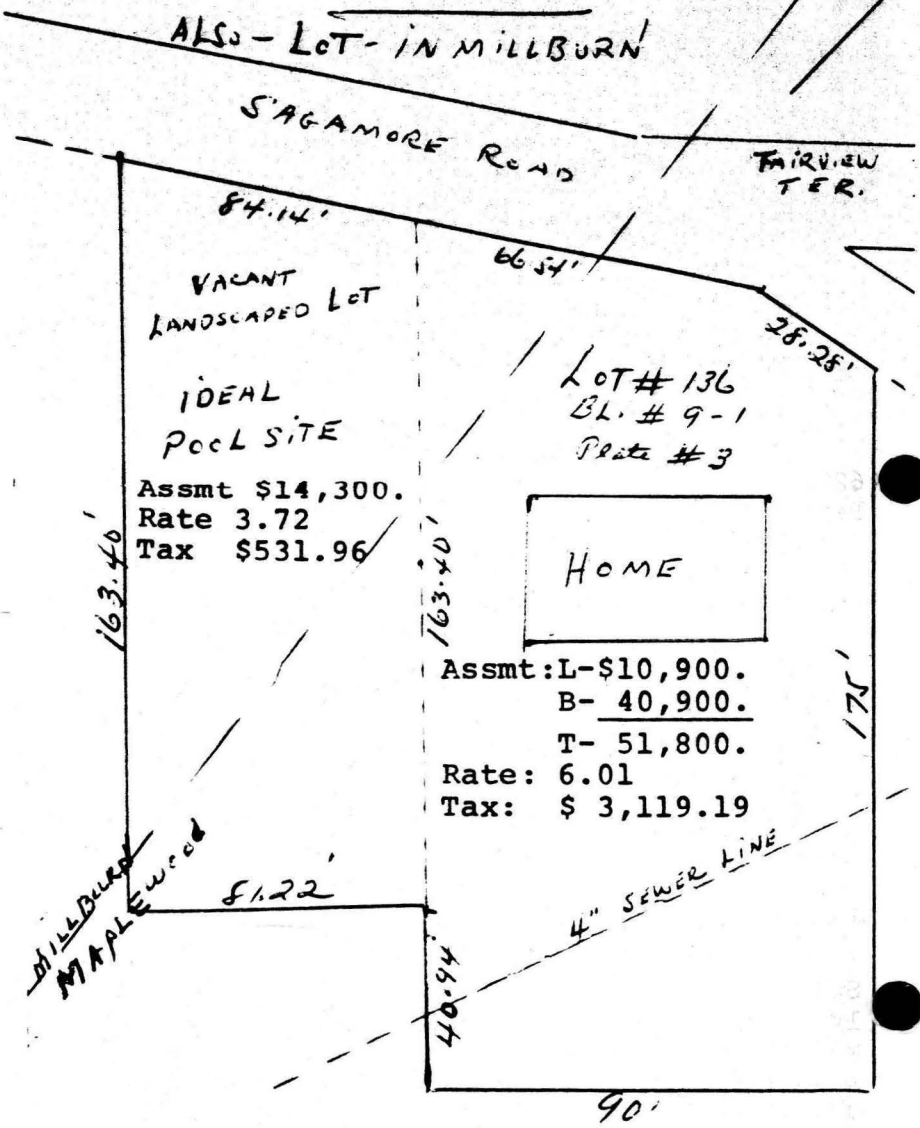 ALSO - LOT - IN MILLBURN
SAGAMORE ROAD
FAIRVIEW
TER.
84.14'
66.54'
28.28'
VACANT
LANDSCAPED LOT
IDEAL
POOL SITE
Assmt $14,300.
Rate 3.72
Tax $531.96
LOT # 136
BL. # 9-1
Plate # 3
HOME
163.40'
163.40'
175'
Assmt:L-$10,900.
B- 40,900.
T- 51,800.
Rate: 6.01
Tax: $ 3,119.19
4" SEWER LINE
MILLBURN
MAPLEWOOD
81.22'
40.94'
90'